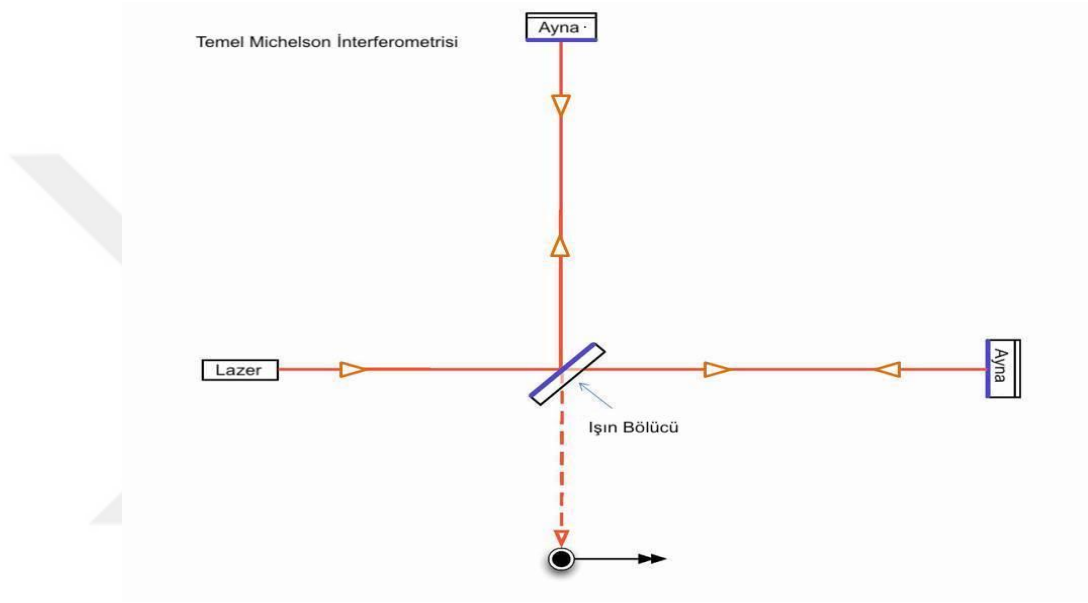 Ayna
Temel Michelson İnterferometrisi
Lazer
Ayna
Işın Bölücü